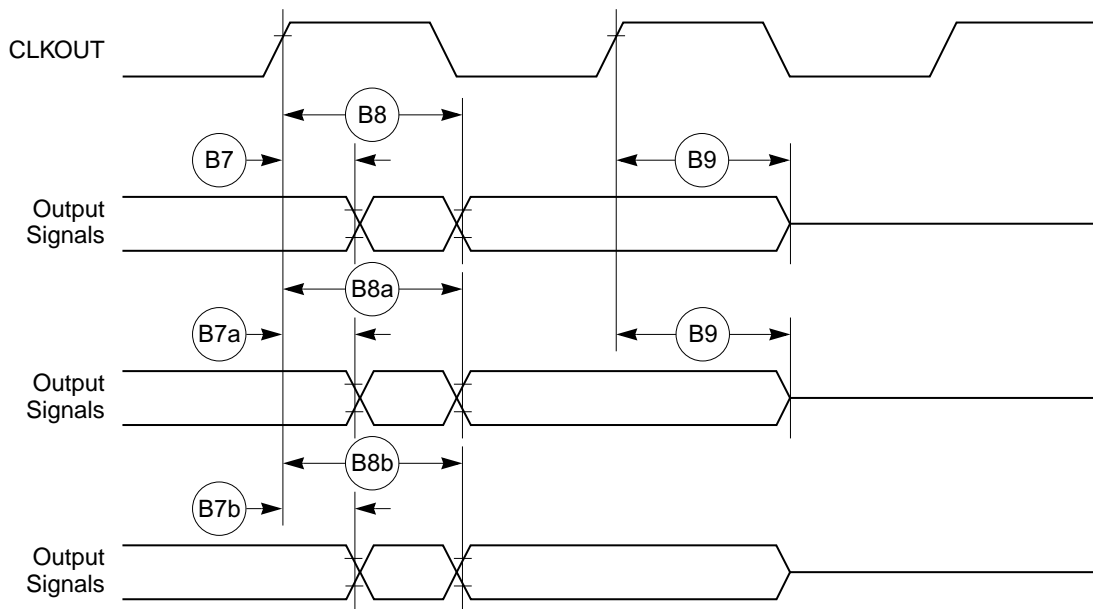 CLKOUT
B8
B7
B9
Output
Signals
B8a
B7a
B9
Output
Signals
B8b
B7b
Output
Signals